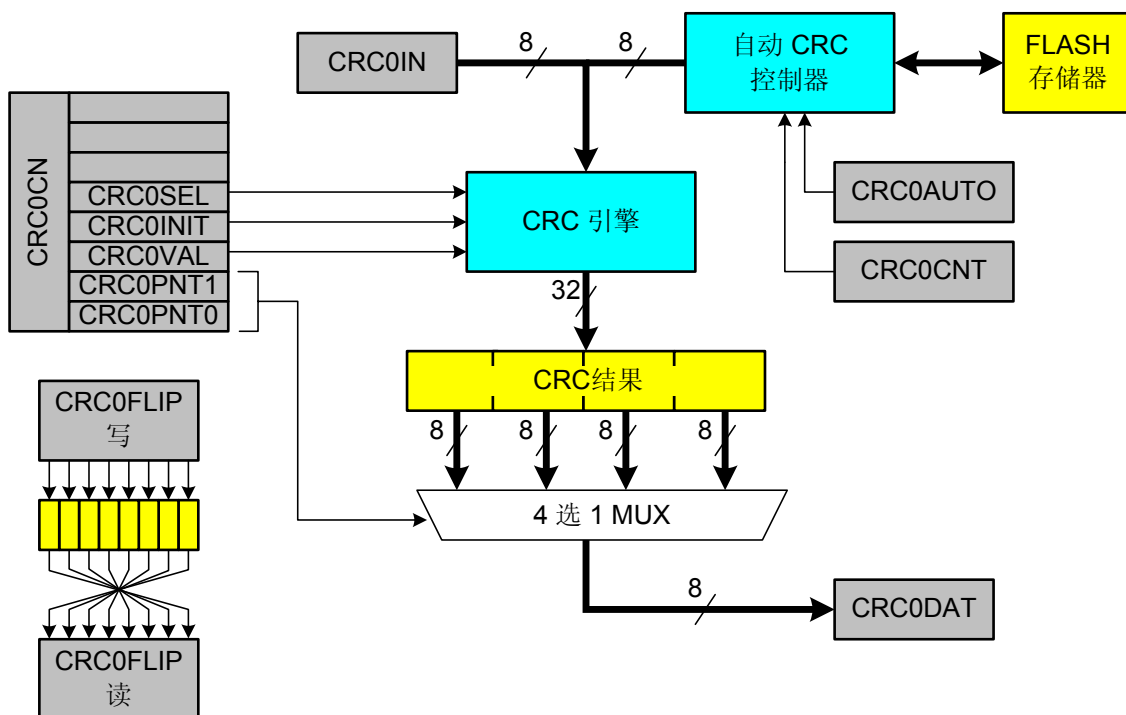 CRC0IN
8
8
自动 CRC
控制器
FLASH
存储器
CRC0CN
CRC0SEL
CRC0INIT
CRC0VAL
CRC0PNT1
CRC0PNT0
CRC 引擎
CRC0AUTO
CRC0CNT
32
CRC结果
8
8
8
8
4 选 1 MUX
8
CRC0DAT
CRC0FLIP
写
CRC0FLIP
读